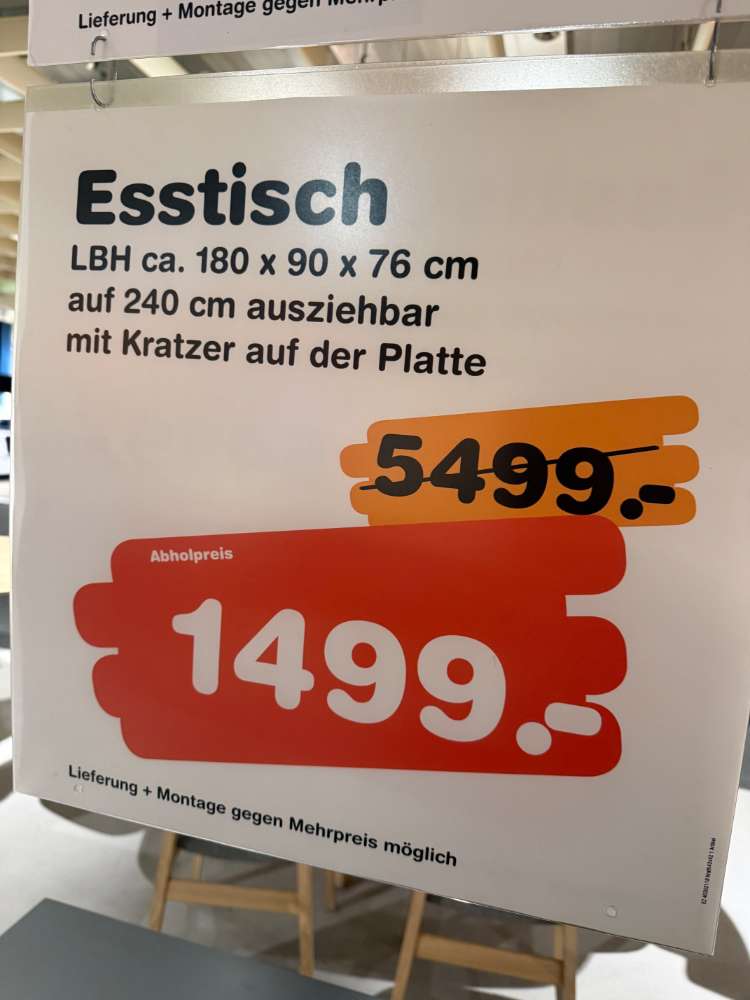 Lieferung + Montage gegen
Esstisch
LBH ca. 180 x 90 x 76 cm
auf 240 cm ausziehbar
mit Kratzer auf der Platte
5499.-
Abholpreis
1499.-
Lieferung + Montage gegen Mehrpreis möglich